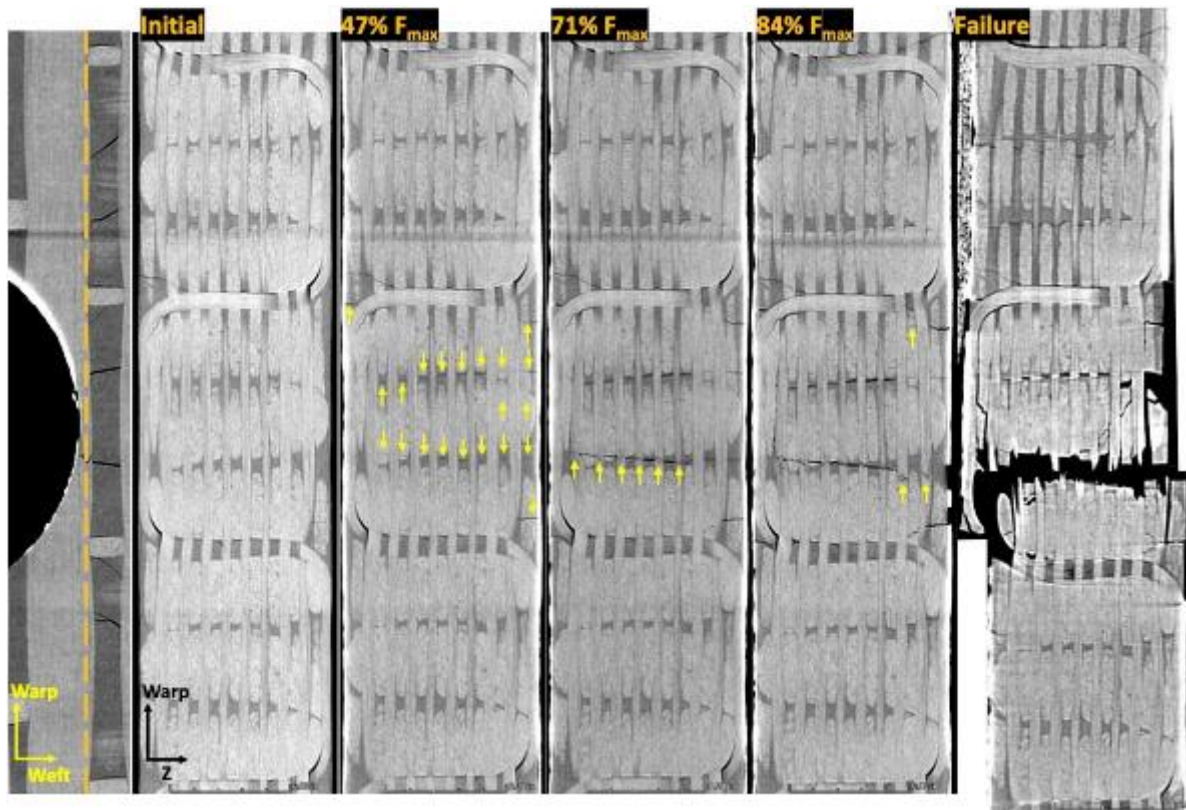 Initial
47% Fmax
71% Fmax
84% Fmax
Failure
Warp
Weft
Warp
Z